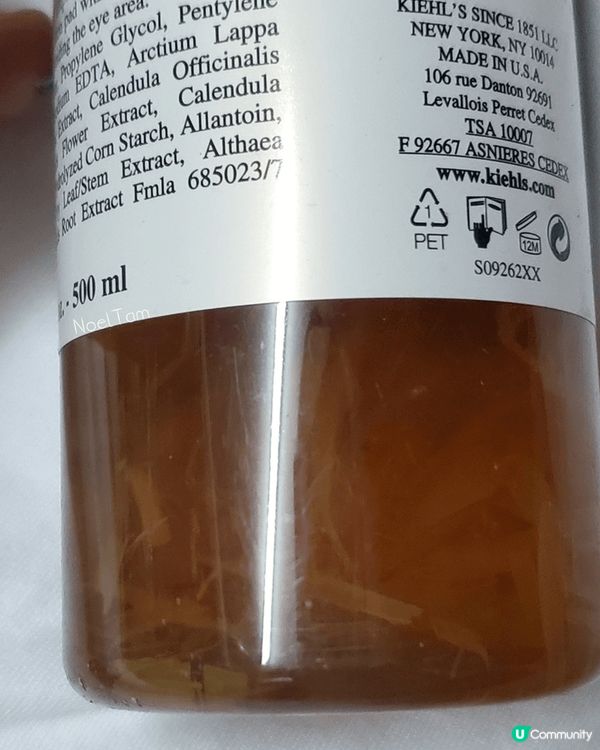 the eye area.
Propylene Glycol, Pentylene
EDTA, Arctium Lappa
Extract, Calendula Officinalis
Flower Extract, Calendula
Corn Starch, Allantoin,
Leaf/Stem Extract, Althaea
Root Extract Fmla 685023/7
- 500 ml
KIEHL'S SINCE 1851 LLC
NEW YORK, NY 10014
MADE IN U.S.A.
106 rue Danton 92691
Levallois Perret Cedex
TSA 10007
F 92667 ASNIERES CEDEX
www.kiehls.com
1
PET
12M
S09262XX
NoelTam
U Community